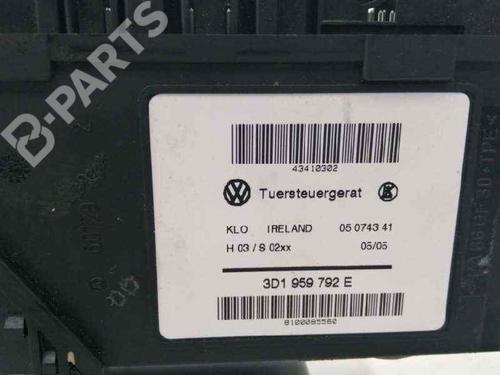 B-PARTS
43410302
Tuersteuergerat
KLO IRELAND 05 0743 41
H 03 / S 02xx 05/05
3D1 959 792 E
8100085560